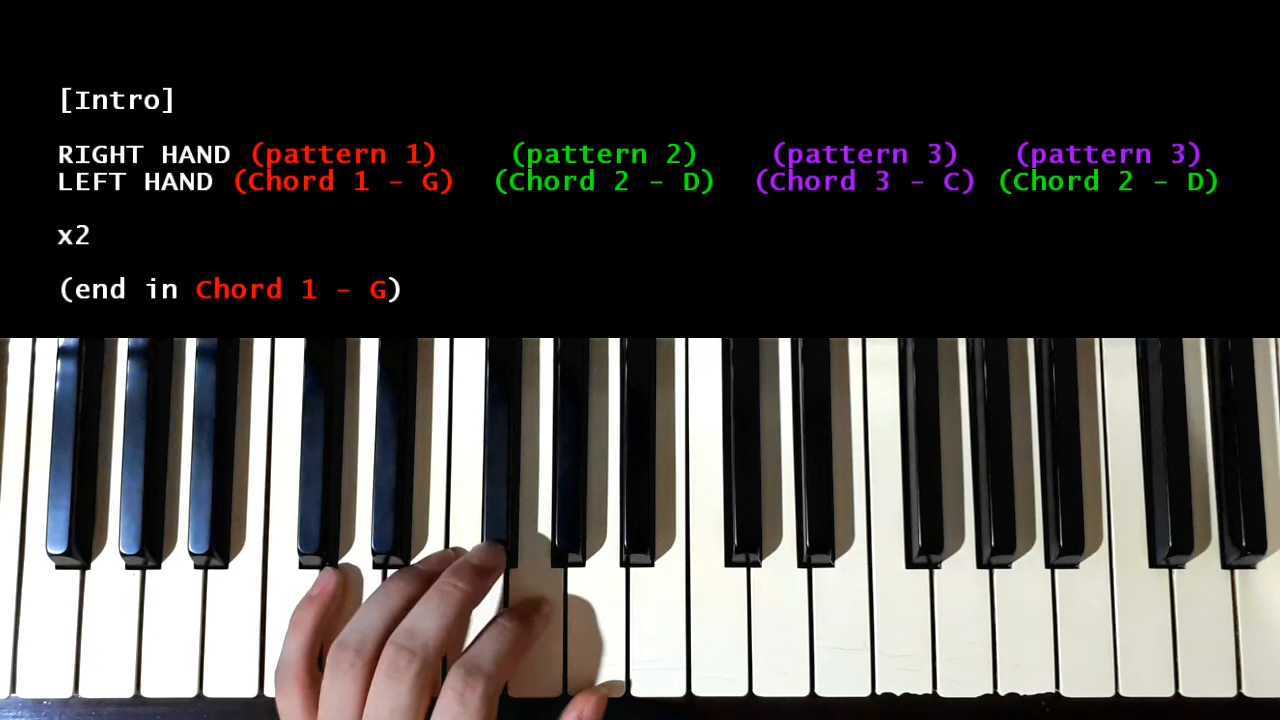 [Intro]
RIGHT HAND (pattern 1) (pattern 2) (pattern 3) (pattern 3)
LEFT HAND (Chord 1 - G) (Chord 2 - D) (Chord 3 - C) (Chord 2 - D)
x2
(end in Chord 1 - G)